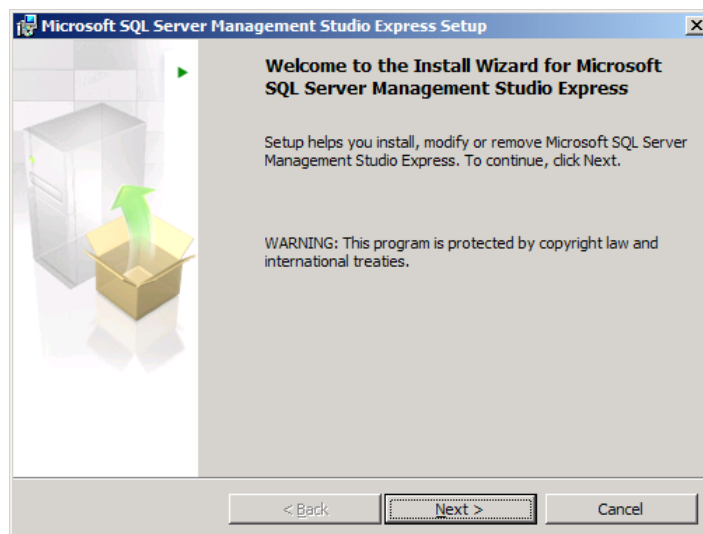 Microsoft SQL Server Management Studio Express Setup
Welcome to the Install Wizard for Microsoft
SQL Server Management Studio Express
Setup helps you install, modify or remove Microsoft SQL Server
Management Studio Express. To continue, click Next.
WARNING: This program is protected by copyright law and
international treaties.
< Back
Next >
Cancel